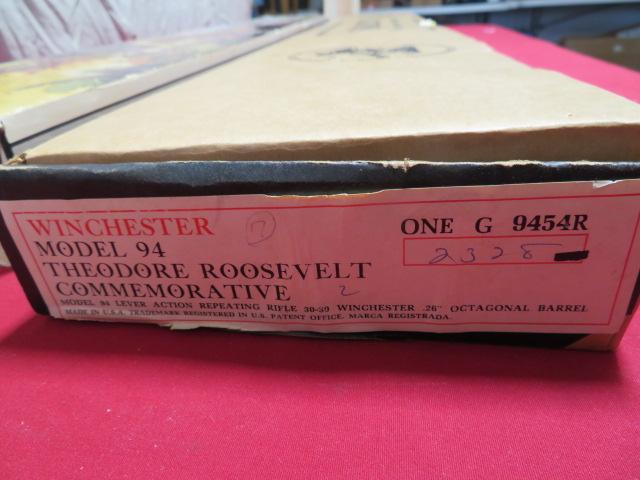 WINCHESTER 17 ONE G 9454R
MODEL 94 2328
THEODORE ROOSEVELT
COMMEMORATIVE 2
MODEL 94 LEVER ACTION REPEATING RIFLE 30-30 WINCHESTER .26" OCTAGONAL BARREL
MADE IN U.S.A. TRADEMARK REGISTERED IN U.S. PATENT OFFICE. MARCA REGISTRADA.